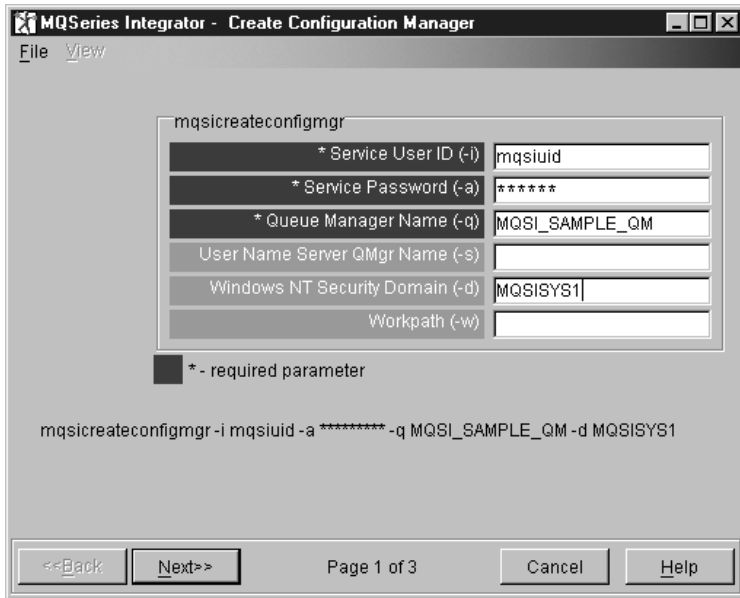 MQSeries Integrator - Create Configuration Manager
File View
mqsicreateconfigmgr
* Service User ID (-i) mqsiuid
* Service Password (-a) ******
* Queue Manager Name (-q) MQSI_SAMPLE_QM
User Name Server QMgr Name (-s)
Windows NT Security Domain (-d) MQSISYS1
Workpath (-w)
* - required parameter
mqsicreateconfigmgr -i mqsiuid -a ********* -q MQSI_SAMPLE_QM -d MQSISYS1
<<Back Next>> Page 1 of 3 Cancel Help